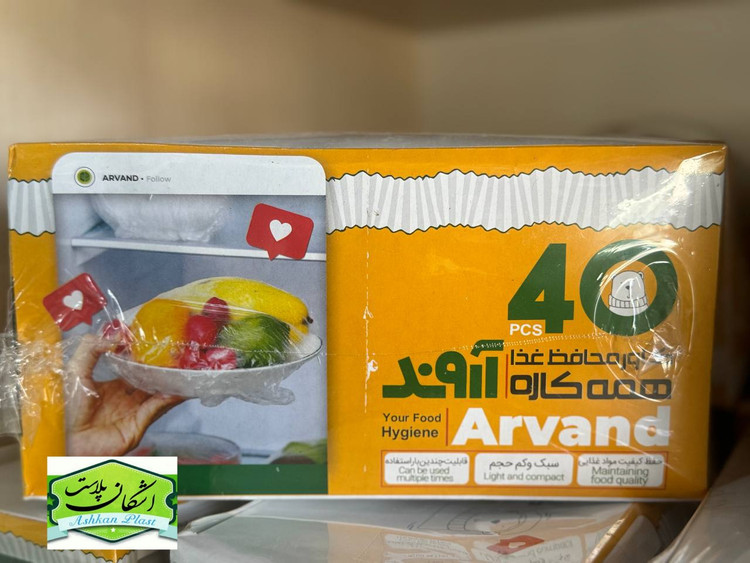 ARVAND • Follow
40
PCS
کاور محافظ غذا
همه کاره
آروند
Your Food
Hygiene
Arvand
قابلیت چندین بار استفاده
Can be used
multiple times
سبک و کم حجم
Light and compact
حفظ کیفیت مواد غذایی
Maintaining
food quality
اشکان پلاست
Ashkan Plast